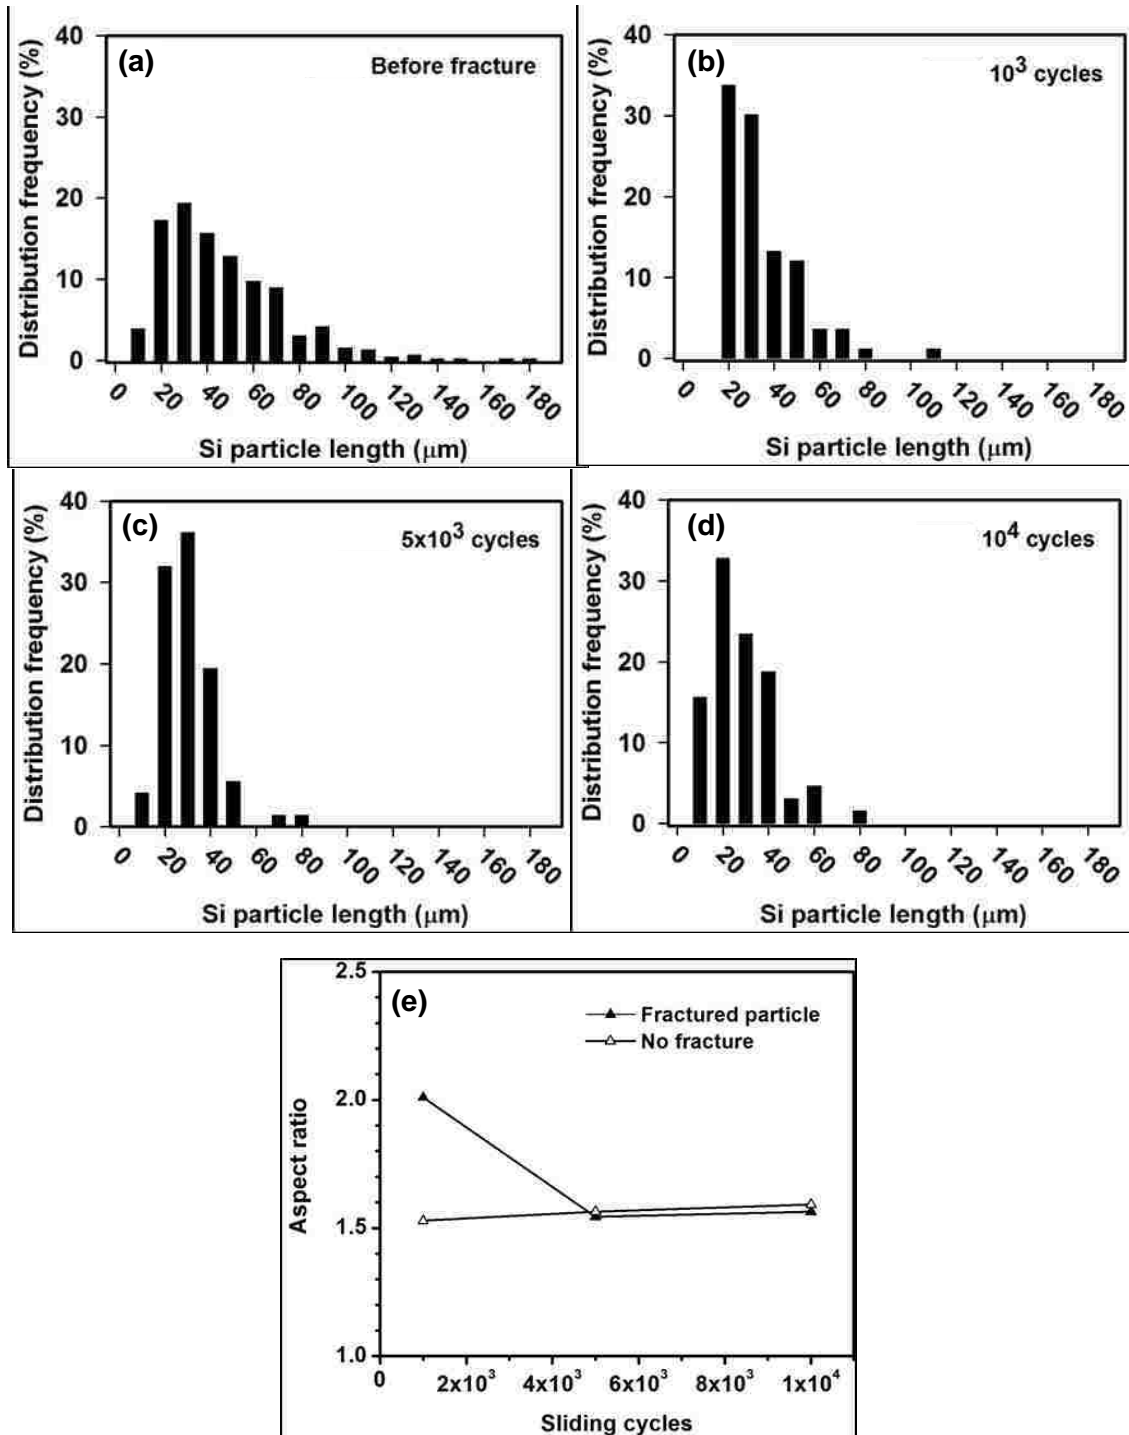 (a)
Before fracture
Distribution frequency (%)
40
30
20
10
0
0 20 40 60 80 100 120 140 160 180
Si particle length (μm)
(b)
10³ cycles
Distribution frequency (%)
40
30
20
10
0
0 20 40 60 80 100 120 140 160 180
Si particle length (μm)
(c)
5x10³ cycles
Distribution frequency (%)
40
30
20
10
0
0 20 40 60 80 100 120 140 160 180
Si particle length (μm)
(d)
10⁴ cycles
Distribution frequency (%)
40
30
20
10
0
0 20 40 60 80 100 120 140 160 180
Si particle length (μm)
(e)
Fractured particle
No fracture
Aspect ratio
2.5
2.0
1.5
1.0
0 2x10³ 4x10³ 6x10³ 8x10³ 1x10⁴
Sliding cycles